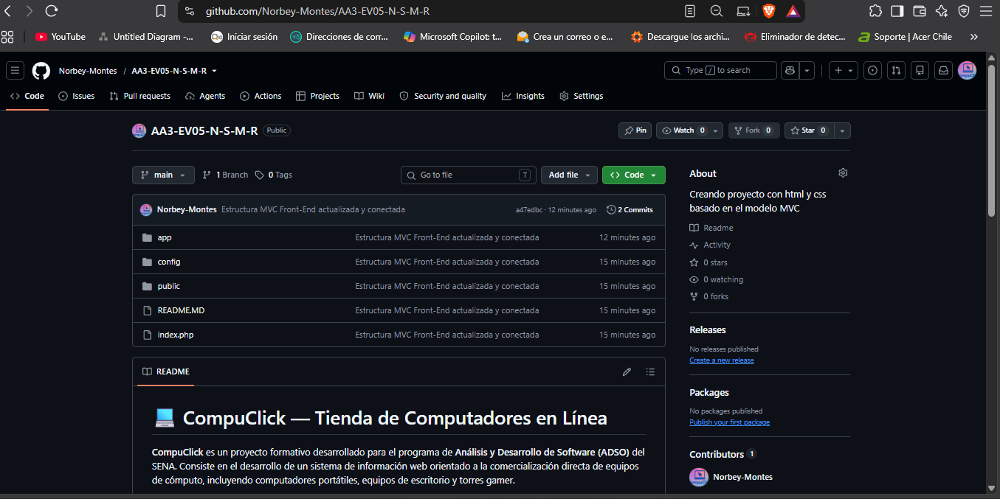 github.com/Norbey-Montes/AA3-EV05-N-S-M-R
YouTube Untitled Diagram -... Iniciar sesión Direcciones de corr... Microsoft Copilot: t... Crea un correo o e... Descargue los archi... Eliminador de detec... Soporte | Acer Chile »
Norbey-Montes / AA3-EV05-N-S-M-R Type / to search
Code Issues Pull requests Agents Actions Projects Wiki Security and quality Insights Settings
AA3-EV05-N-S-M-R Public Pin Watch 0 Fork 0 Star 0
main 1 Branch 0 Tags Go to file T Add file Code
About
Creando proyecto con html y css
basado en el modelo MVC
Readme
Activity
0 stars
0 watching
0 forks
Norbey-Montes Estructura MVC Front-End actualizada y conectada a47edbc · 12 minutes ago 2 Commits
app Estructura MVC Front-End actualizada y conectada 12 minutes ago
config Estructura MVC Front-End actualizada y conectada 15 minutes ago
public Estructura MVC Front-End actualizada y conectada 15 minutes ago
README.MD Estructura MVC Front-End actualizada y conectada 15 minutes ago
index.php Estructura MVC Front-End actualizada y conectada 15 minutes ago
Releases
No releases published
Create a new release
Packages
No packages published
Publish your first package
Contributors 1
Norbey-Montes
README
CompuClick — Tienda de Computadores en Línea
CompuClick es un proyecto formativo desarrollado para el programa de Análisis y Desarrollo de Software (ADSO) del
SENA. Consiste en el desarrollo de un sistema de información web orientado a la comercialización directa de equipos
de cómputo, incluyendo computadores portátiles, equipos de escritorio y torres gamer.